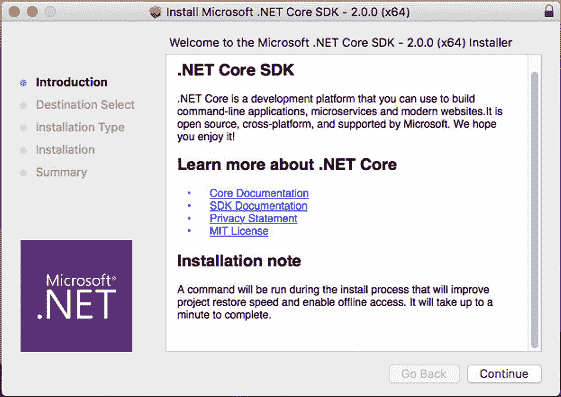 Install Microsoft .NET Core SDK - 2.0.0 (x64)
Welcome to the Microsoft .NET Core SDK - 2.0.0 (x64) Installer
Introduction
Destination Select
Installation Type
Installation
Summary
.NET Core SDK
.NET Core is a development platform that you can use to build
command-line applications, microservices and modern websites.It is
open source, cross-platform, and supported by Microsoft. We hope
you enjoy it!
Learn more about .NET Core
• Core Documentation
• SDK Documentation
• Privacy Statement
• MIT License
Installation note
A command will be run during the install process that will improve
project restore speed and enable offline access. It will take up to a
minute to complete.
Microsoft®
.NET
Go Back
Continue